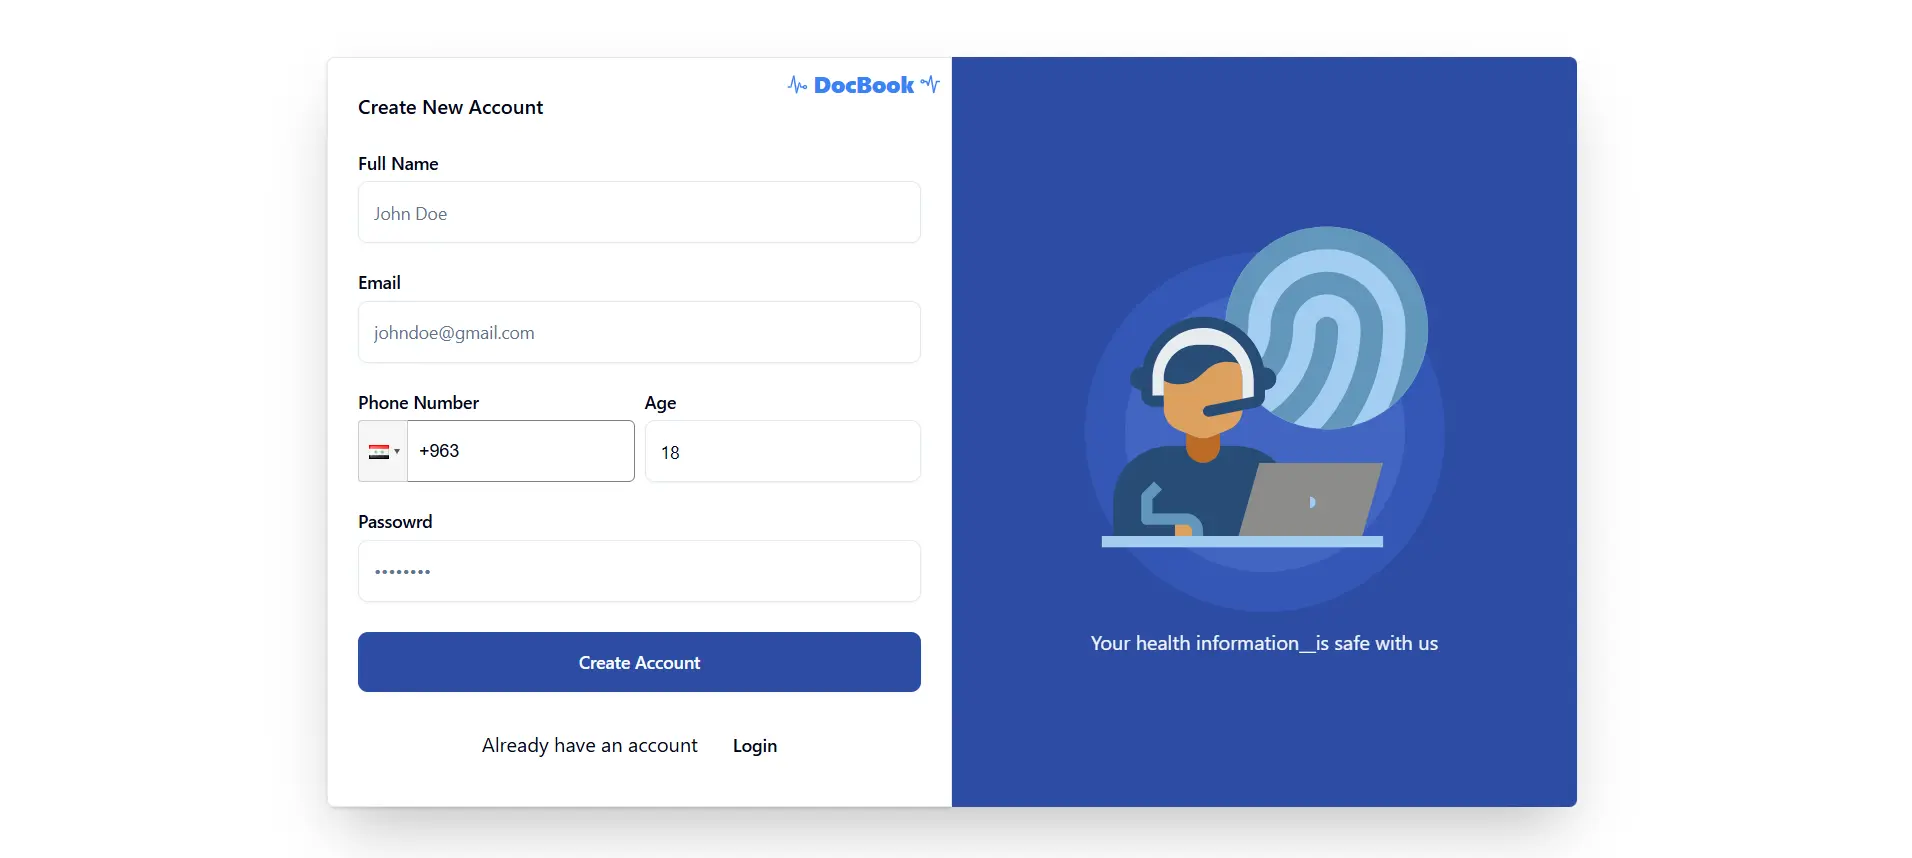 DocBook
Create New Account
Full Name
John Doe
Email
johndoe@gmail.com
Phone Number
Age
+963
18
Passowrd
••••••••
Create Account
Already have an account
Login
Your health information__is safe with us